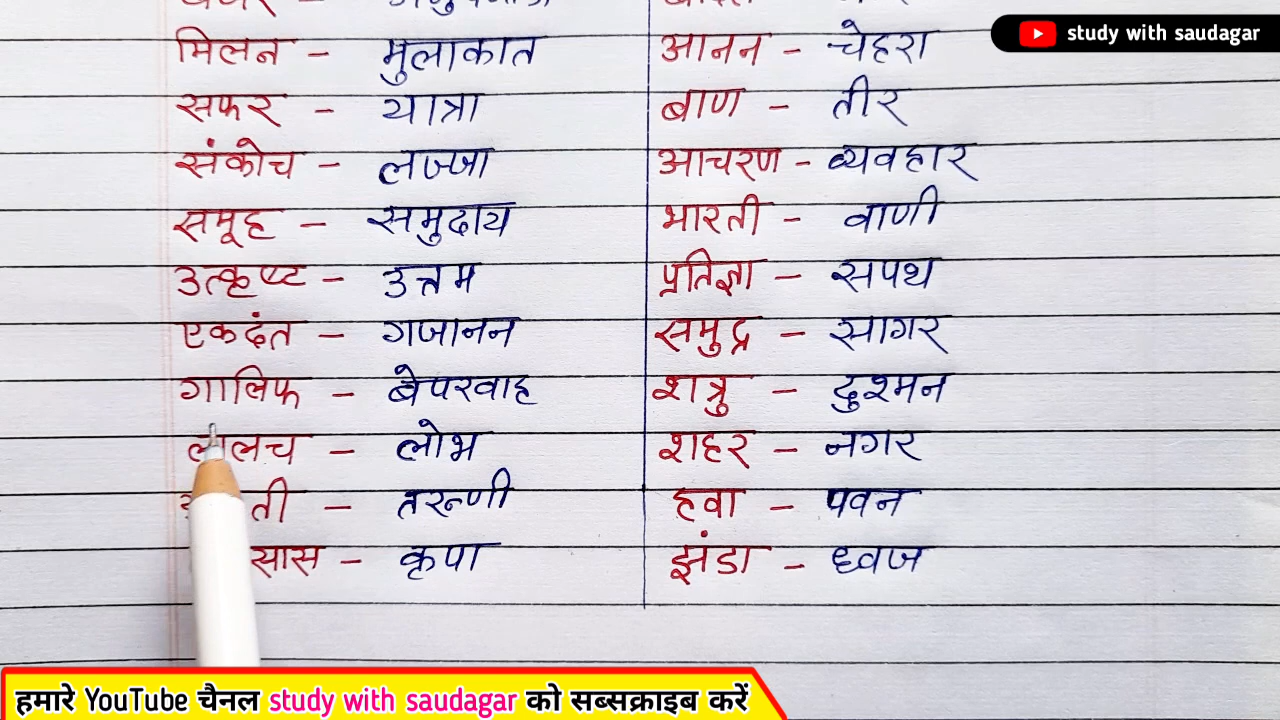 study with saudagar
मिलन - मुलाकात
सफर - यात्रा
संकोच - लज्जा
समूह - समुदाय
उत्कृष्ट - उत्तम
एकदंत - गजानन
गालिफ - बेपरवाह
लालच - लोभ
तरुणी
कृपा
आनन - चेहरा
बाण - तीर
आचरण - व्यवहार
भारती - वाणी
प्रतिज्ञा - सपथ
समुद्र - सागर
शत्रु - दुश्मन
शहर - नगर
हवा - पवन
झंडा - ध्वज
हमारे YouTube चैनल study with saudagar को सब्सक्राइब करें